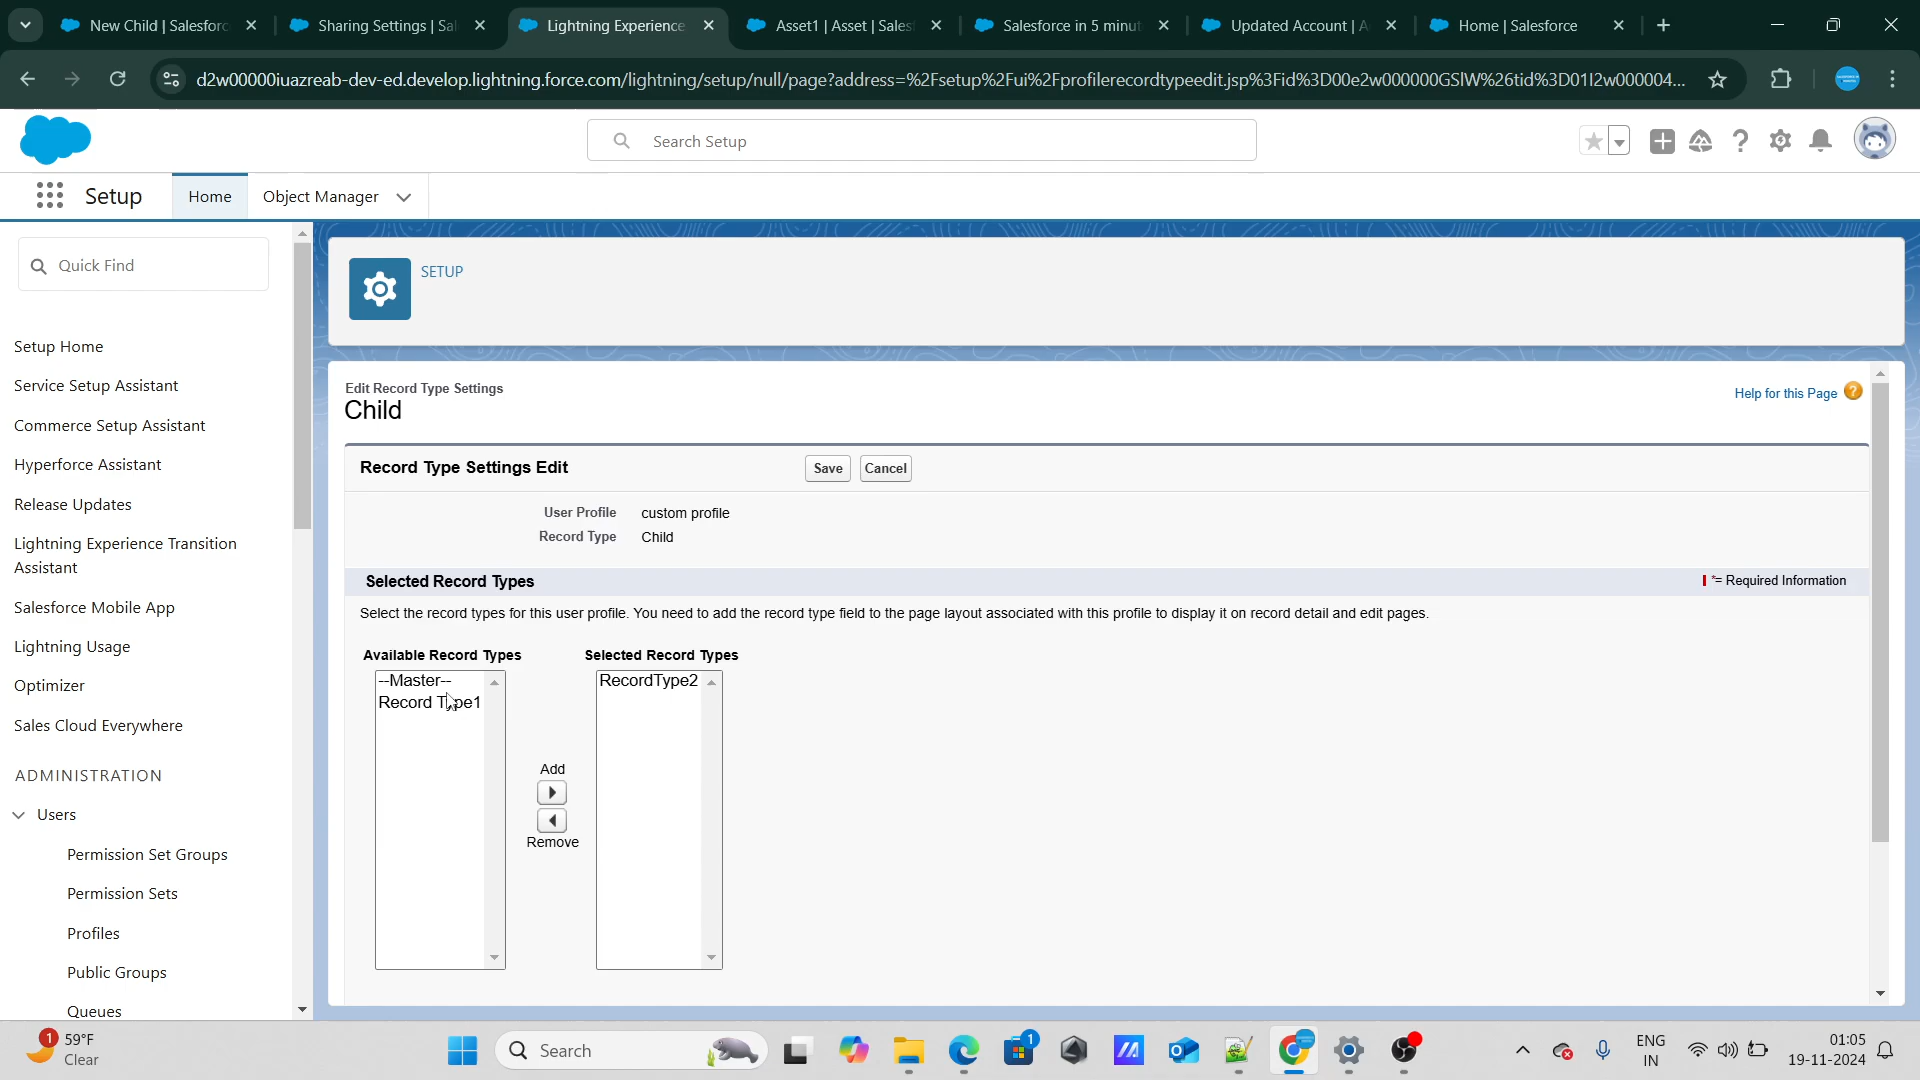 New Child | Salesforc
Sharing Settings | Sal
Lightning Experience
Asset1 | Asset | Sales
Salesforce in 5 minut
Updated Account | A
Home | Salesforce
d2w00000iuazreab-dev-ed.develop.lightning.force.com/lightning/setup/null/page?address=%2Fsetup%2Fui%2Fprofilerecordtypeedit.jsp%3Fid%3D00e2w000000GSlW%26tid%3D01I2w000004...
Search Setup
Setup
Home
Object Manager
Quick Find
Setup Home
Service Setup Assistant
Commerce Setup Assistant
Hyperforce Assistant
Release Updates
Lightning Experience Transition
Assistant
Salesforce Mobile App
Lightning Usage
Optimizer
Sales Cloud Everywhere
ADMINISTRATION
Users
Permission Set Groups
Permission Sets
Profiles
Public Groups
Queues
SETUP
Edit Record Type Settings
Child
Help for this Page
Record Type Settings Edit
Save
Cancel
User Profile custom profile
Record Type Child
Selected Record Types
*= Required Information
Select the record types for this user profile. You need to add the record type field to the page layout associated with this profile to display it on record detail and edit pages.
Available Record Types
Selected Record Types
--Master--
Record Type1
RecordType2
Add
Remove
1
59°F
Clear
Search
1
ENG
IN
01:05
19-11-2024